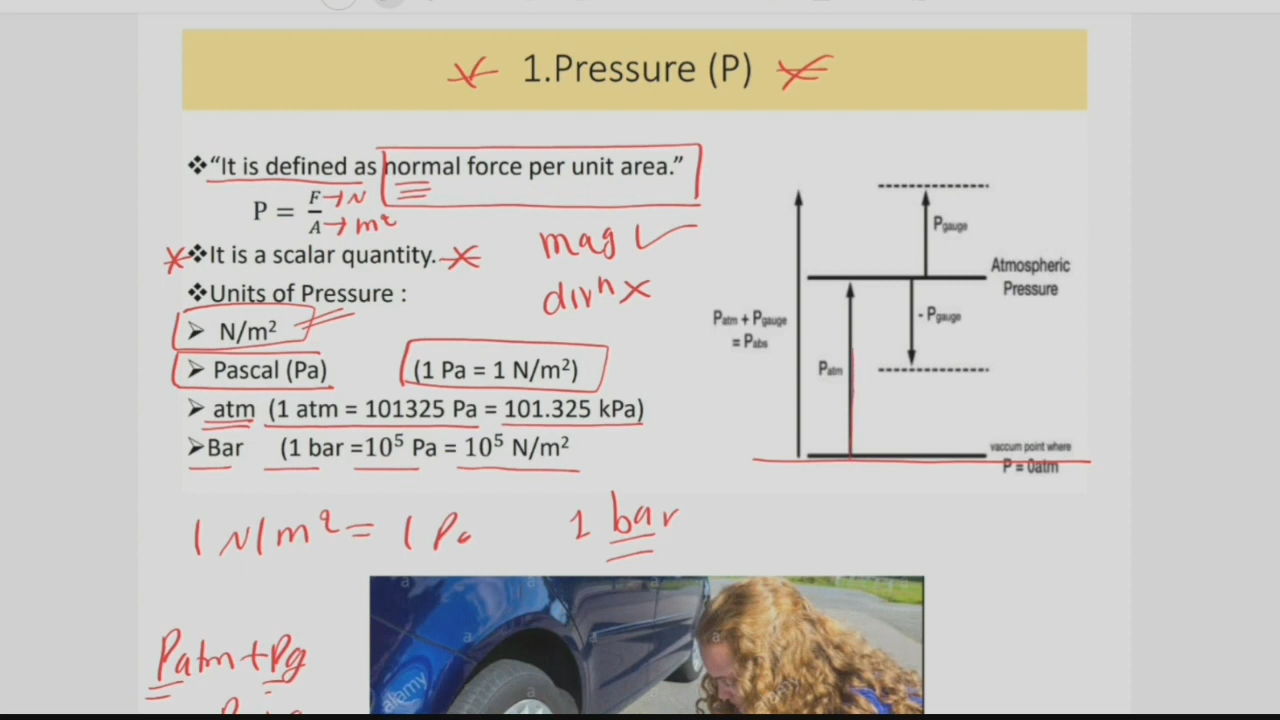 1.Pressure (P)
❖“It is defined as normal force per unit area.”
P = F/A
→N
→m²
❖It is a scalar quantity.
mag ✓
dirⁿ ×
❖Units of Pressure :
➢ N/m²
➢ Pascal (Pa) (1 Pa = 1 N/m²)
➢ atm (1 atm = 101325 Pa = 101.325 kPa)
➢Bar (1 bar =10⁵ Pa = 10⁵ N/m²
Pgauge
Atmospheric
Pressure
- Pgauge
Patm + Pgauge
= Pabs
Patm
vaccum point where
P = 0atm
1 N/m² = 1 Pa
1 bar
Patm+Pg
a a a
a a
alamy
a
alamy